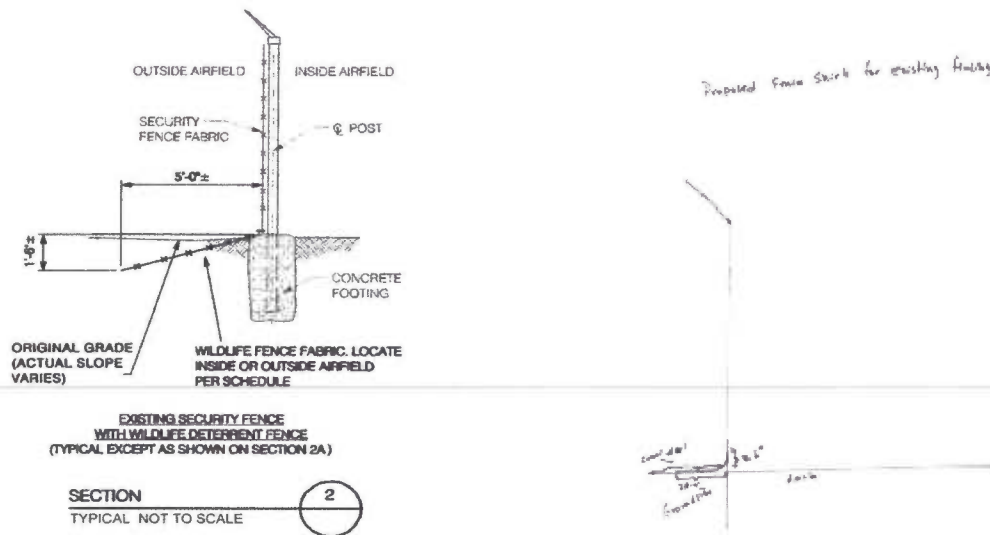 OUTSIDE AIRFIELD
INSIDE AIRFIELD
SECURITY
FENCE FABRIC
℄ POST
5'-0"±
1'-6"±
CONCRETE
FOOTING
ORIGINAL GRADE
(ACTUAL SLOPE
VARIES)
WILDLIFE FENCE FABRIC. LOCATE
INSIDE OR OUTSIDE AIRFIELD
PER SCHEDULE
EXISTING SECURITY FENCE
WITH WILDLIFE DETERRENT FENCE
(TYPICAL EXCEPT AS SHOWN ON SECTION 2A)
SECTION
2
TYPICAL NOT TO SCALE
Proposed Fence Skirt for existing